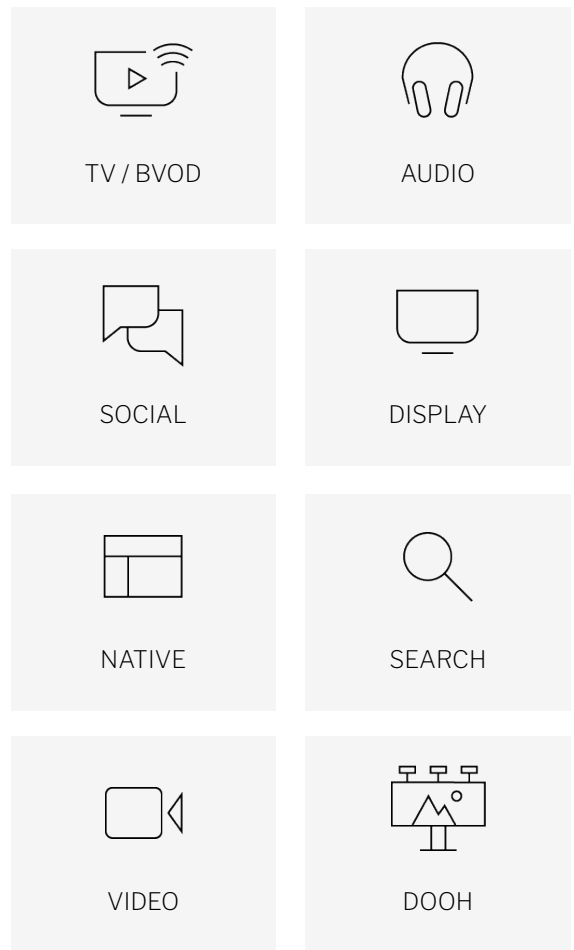 TV / BVOD
AUDIO
SOCIAL
DISPLAY
NATIVE
SEARCH
VIDEO
DOOH